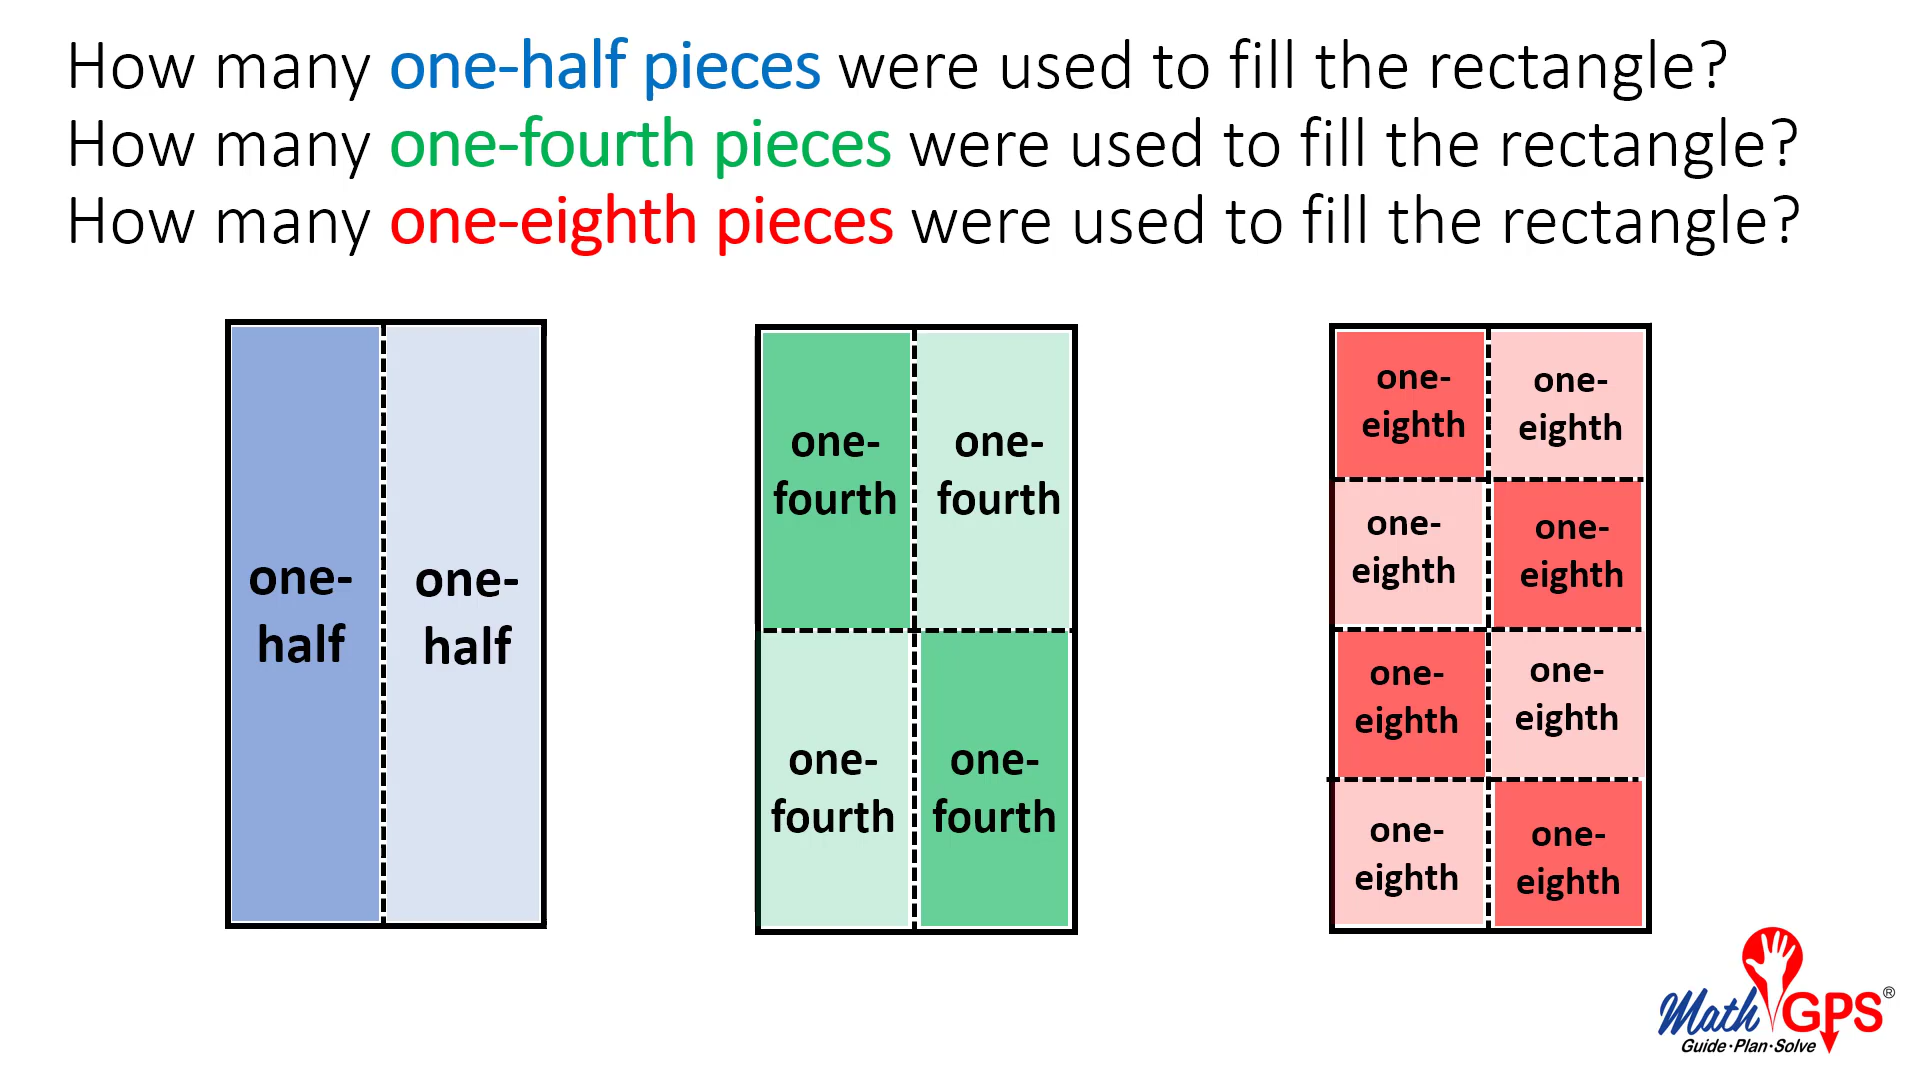 How many one-half pieces were used to fill the rectangle?
How many one-fourth pieces were used to fill the rectangle?
How many one-eighth pieces were used to fill the rectangle?
one-
half
one-
half
one-
fourth
one-
fourth
one-
fourth
one-
fourth
one-
eighth
one-
eighth
one-
eighth
one-
eighth
one-
eighth
one-
eighth
one-
eighth
one-
eighth
Math GPS®
Guide·Plan·Solve